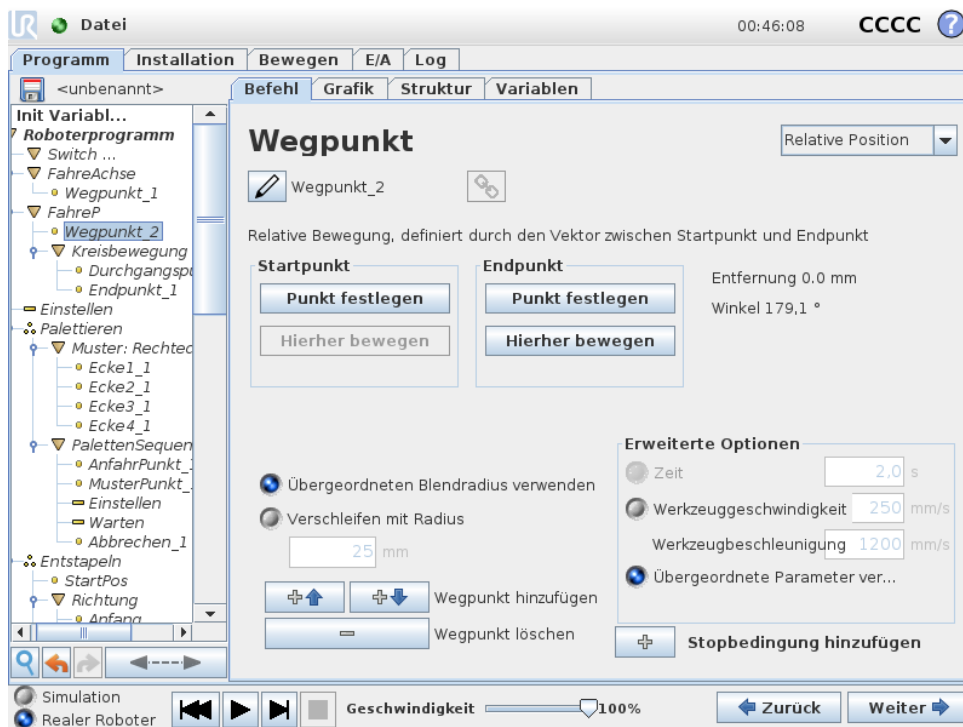 UR Datei 00:46:08 CCCC ?
Programm Installation Bewegen E/A Log
<unbenannt> Befehl Grafik Struktur Variablen
Init Variabl...
Roboterprogramm
Switch ...
FahreAchse
Wegpunkt_1
FahreP
Wegpunkt_2
Kreisbewegung
Durchgangspu
Endpunkt_1
Einstellen
Palettieren
Muster: Rechtec
Ecke1_1
Ecke2_1
Ecke3_1
Ecke4_1
PalettenSequen
AnfahrPunkt_1
MusterPunkt_
Einstellen
Warten
Abbrechen_1
Entstapeln
StartPos
Richtung
Anfang
Wegpunkt
Relative Position
Wegpunkt_2
Relative Bewegung, definiert durch den Vektor zwischen Startpunkt und Endpunkt
Startpunkt
Punkt festlegen
Hierher bewegen
Endpunkt
Punkt festlegen
Hierher bewegen
Entfernung 0.0 mm
Winkel 179,1 °
Übergeordneten Blendradius verwenden
Verschleifen mit Radius
25 mm
Wegpunkt hinzufügen
Wegpunkt löschen
Erweiterte Optionen
Zeit 2,0 s
Werkzeuggeschwindigkeit 250 mm/s
Werkzeugbeschleunigung 1200 mm/s
Übergeordnete Parameter ver...
Stopbedingung hinzufügen
Simulation
Realer Roboter
Geschwindigkeit 100%
Zurück Weiter